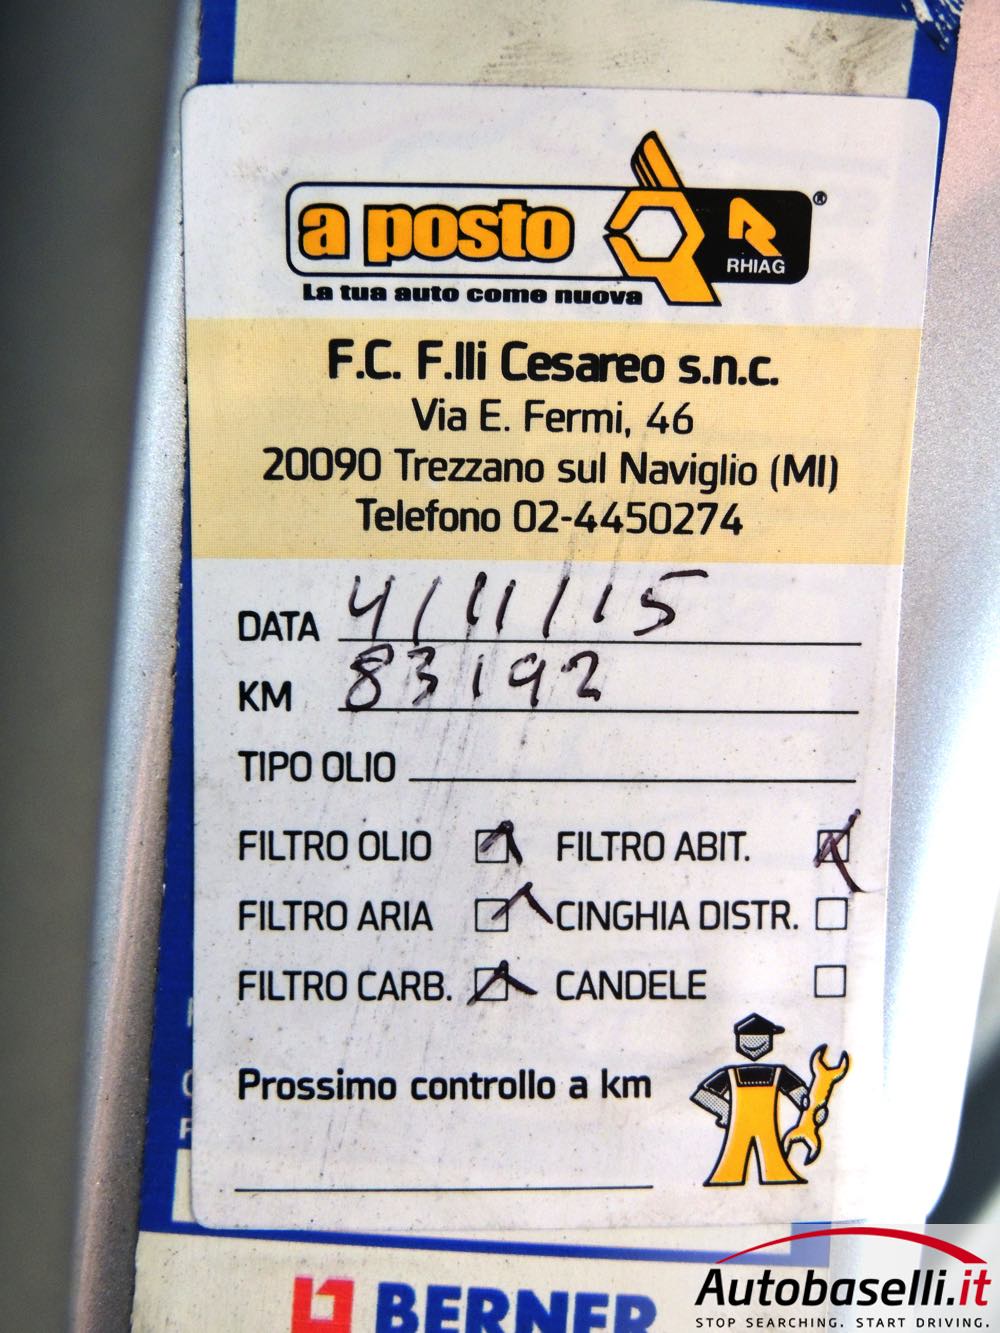 a posto
RHIAG
®
La tua auto come nuova
F.C. F.lli Cesareo s.n.c.
Via E. Fermi, 46
20090 Trezzano sul Naviglio (MI)
Telefono 02-4450274
DATA 4/11/15
KM 83192
TIPO OLIO
FILTRO OLIO FILTRO ABIT.
FILTRO ARIA CINGHIA DISTR.
FILTRO CARB. CANDELE
Prossimo controllo a km
BERNER
Autobaselli.it
STOP SEARCHING. START DRIVING.